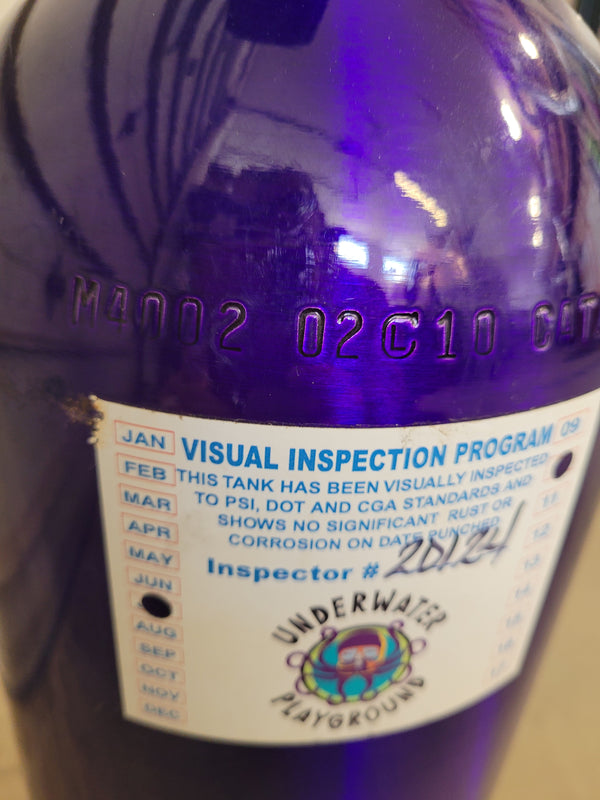 M4002 02C10
JAN
FEB
MAR
APR
MAY
JUN
AUG
SEP
OCT
NOV
DEC
VISUAL INSPECTION PROGRAM
THIS TANK HAS BEEN VISUALLY INSPECTED
TO PSI, DOT AND CGA STANDARDS AND
SHOWS NO SIGNIFICANT RUST OR
CORROSION ON DATE PUNCHED
Inspector # 20124
UNDERWATER
PLAYGROUND
09
11
12
13
14
15
16
17